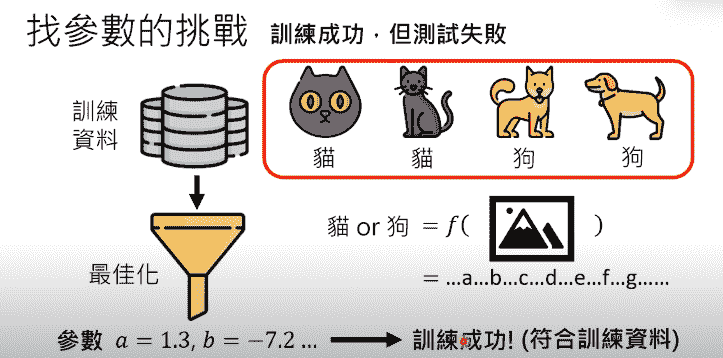 找參數的挑戰 訓練成功，但測試失敗
訓練
資料
貓 貓 狗 狗
貓 or 狗 = f( )
= …a…b…c…d…e…f…g……
最佳化
參數 a = 1.3, b = −7.2 … 訓練成功! (符合訓練資料)